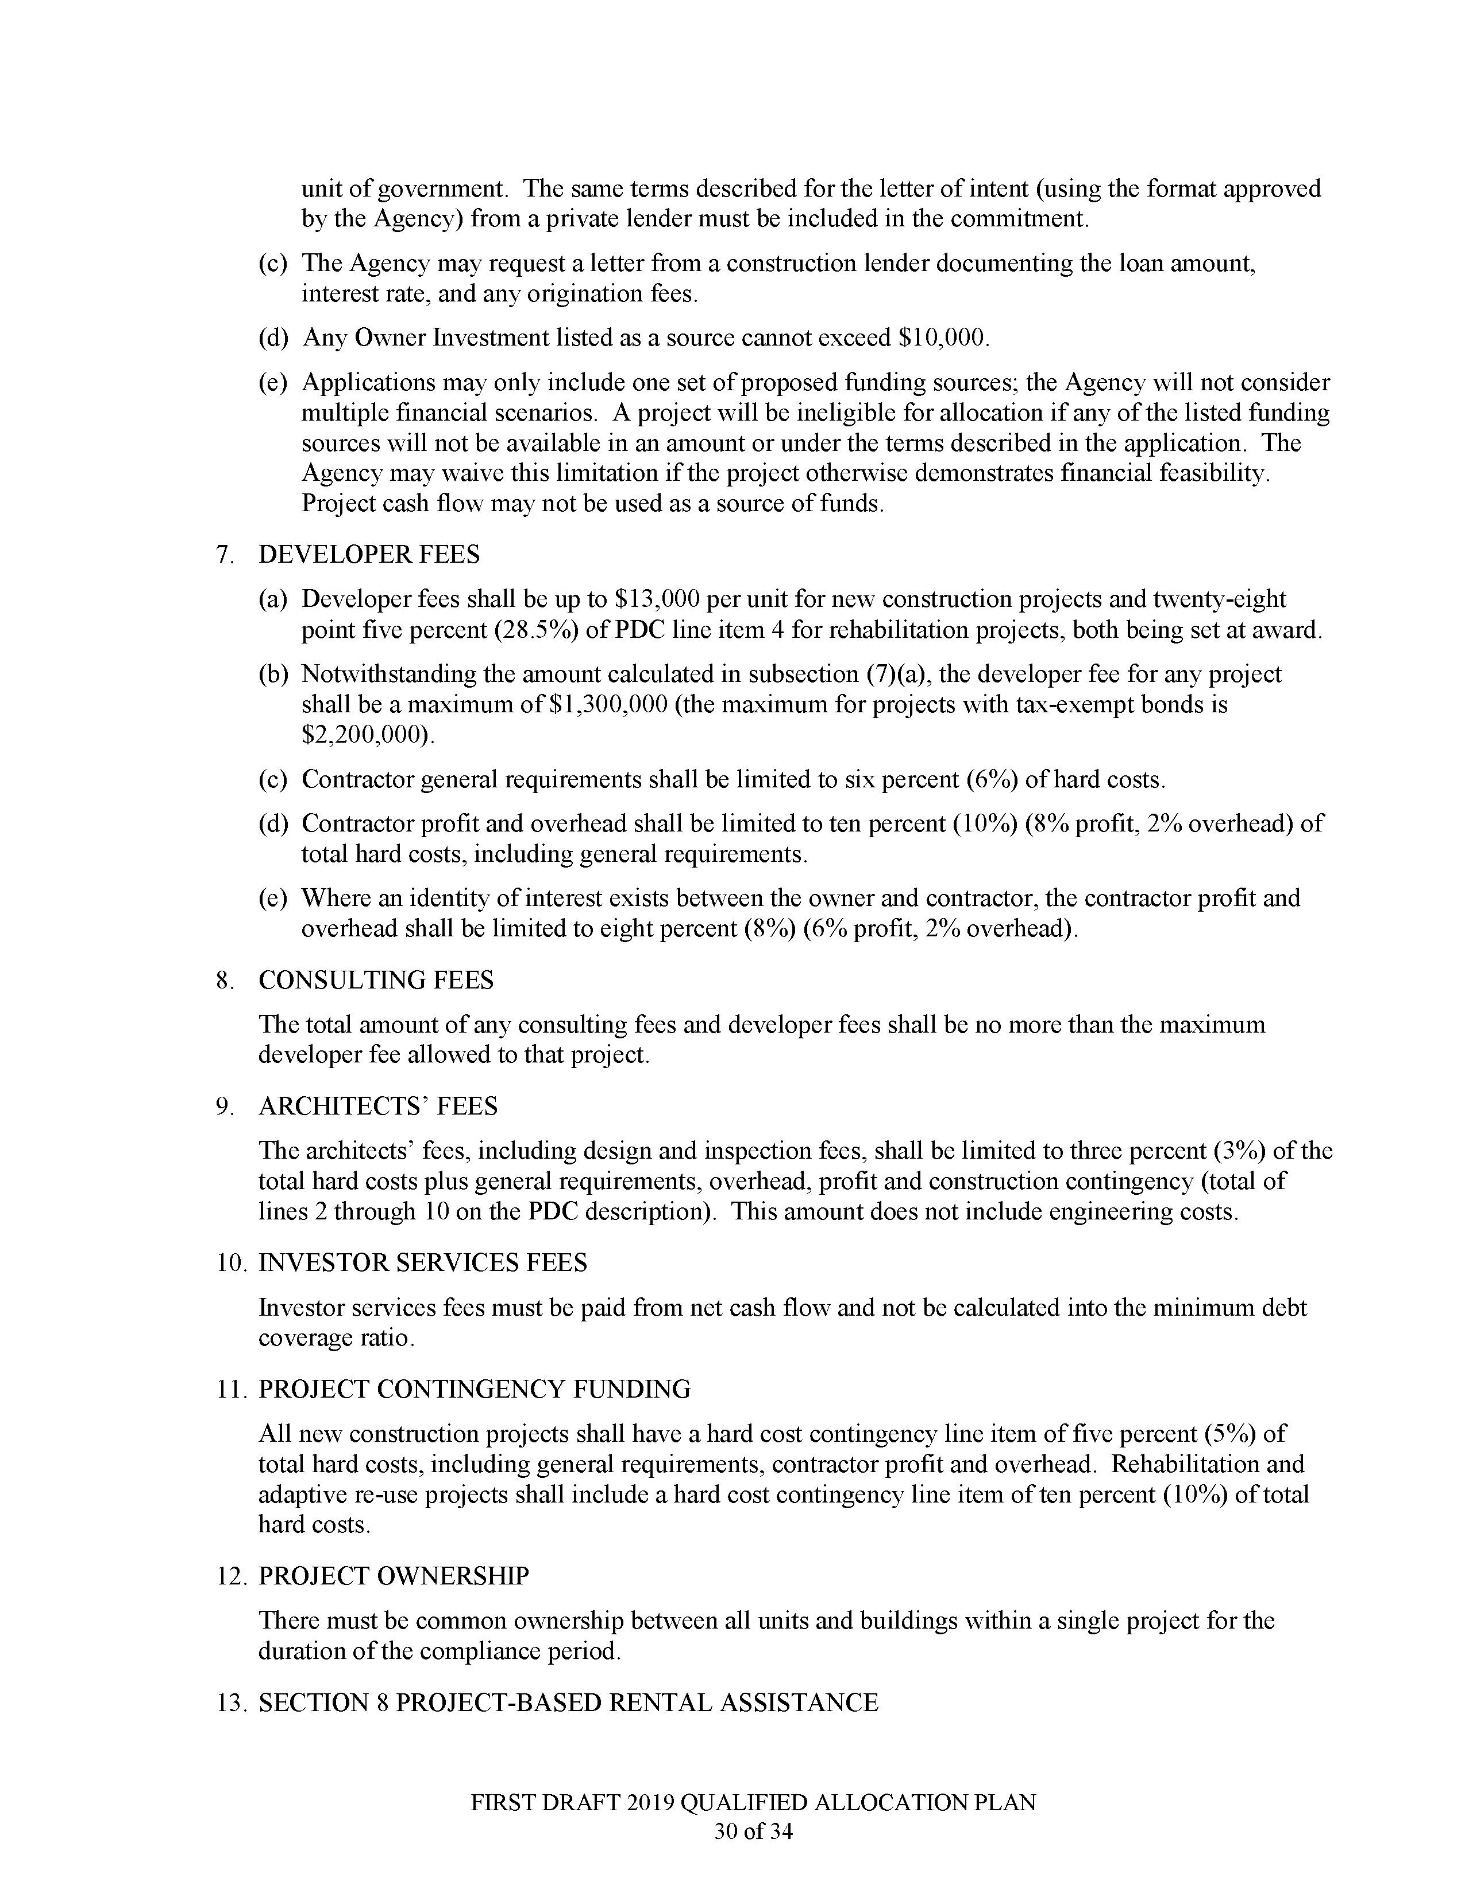 unit of government.  The same terms described for the letter of intent (using the format approved
by the Agency) from a private lender must be included in the commitment.
(c) The Agency may request a letter from a construction lender documenting the loan amount,
interest rate, and any origination fees.
(d) Any Owner Investment listed as a source cannot exceed $10,000.
(e) Applications may only include one set of proposed funding sources; the Agency will not consider
multiple financial scenarios.  A project will be ineligible for allocation if any of the listed funding
sources will not be available in an amount or under the terms described in the application.  The
Agency may waive this limitation if the project otherwise demonstrates financial feasibility.
Project cash flow may not be used as a source of funds.
7. DEVELOPER FEES
(a) Developer fees shall be up to $13,000 per unit for new construction projects and twenty-eight
point five percent (28.5%) of PDC line item 4 for rehabilitation projects, both being set at award.
(b) Notwithstanding the amount calculated in subsection (7)(a), the developer fee for any project
shall be a maximum of $1,300,000 (the maximum for projects with tax-exempt bonds is
$2,200,000).
(c) Contractor general requirements shall be limited to six percent (6%) of hard costs.
(d) Contractor profit and overhead shall be limited to ten percent (10%) (8% profit, 2% overhead) of
total hard costs, including general requirements.
(e) Where an identity of interest exists between the owner and contractor, the contractor profit and
overhead shall be limited to eight percent (8%) (6% profit, 2% overhead).
8. CONSULTING FEES
The total amount of any consulting fees and developer fees shall be no more than the maximum
developer fee allowed to that project.
9. ARCHITECTS’ FEES
The architects’ fees, including design and inspection fees, shall be limited to three percent (3%) of the
total hard costs plus general requirements, overhead, profit and construction contingency (total of
lines 2 through 10 on the PDC description).  This amount does not include engineering costs.
10. INVESTOR SERVICES FEES
Investor services fees must be paid from net cash flow and not be calculated into the minimum debt
coverage ratio.
11. PROJECT CONTINGENCY FUNDING
All new construction projects shall have a hard cost contingency line item of five percent (5%) of
total hard costs, including general requirements, contractor profit and overhead.  Rehabilitation and
adaptive re-use projects shall include a hard cost contingency line item of ten percent (10%) of total
hard costs.
12. PROJECT OWNERSHIP
There must be common ownership between all units and buildings within a single project for the
duration of the compliance period.
13. SECTION 8 PROJECT-BASED RENTAL ASSISTANCE
FIRST DRAFT 2019 QUALIFIED ALLOCATION PLAN
30 of 34